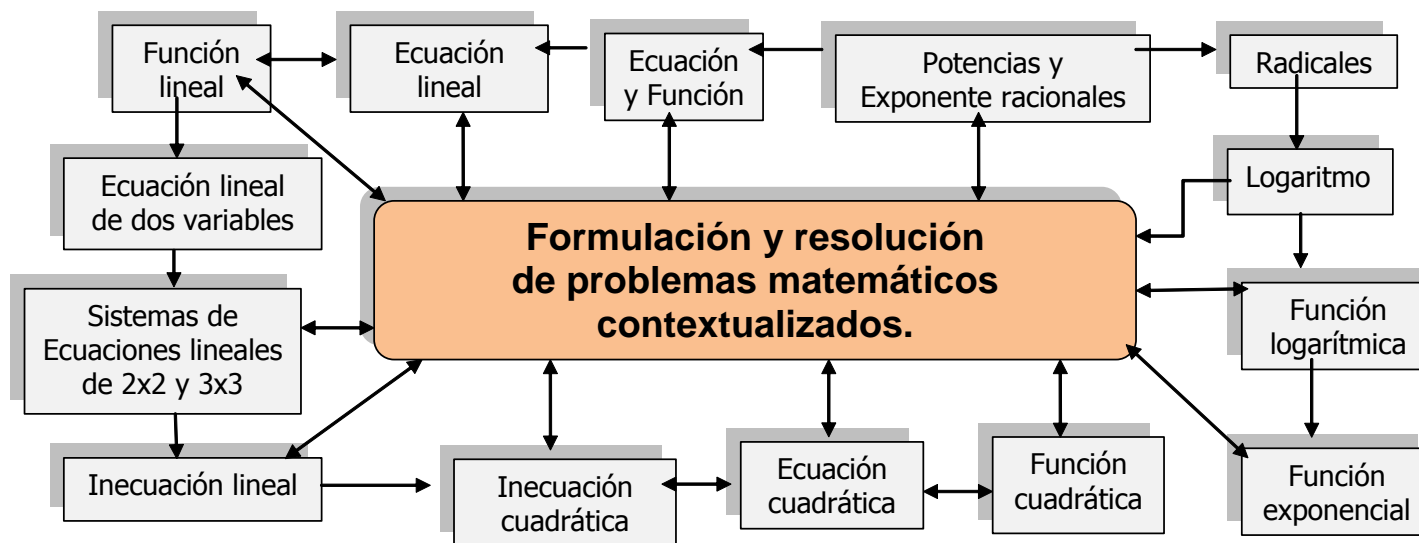 Función
lineal
Ecuación
lineal
Ecuación
y Función
Potencias y
Exponente racionales
Radicales
Ecuación lineal
de dos variables
Logaritmo
Formulación y resolución
de problemas matemáticos
contextualizados.
Sistemas de
Ecuaciones lineales
de 2x2 y 3x3
Función
logarítmica
Inecuación lineal
Inecuación
cuadrática
Ecuación
cuadrática
Función
cuadrática
Función
exponencial